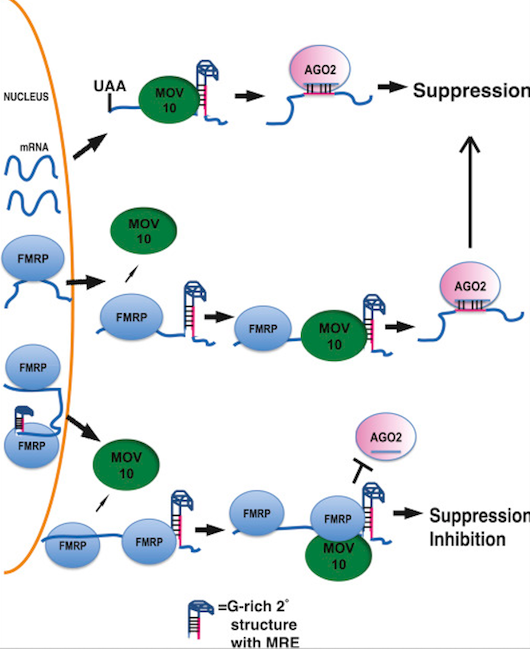 NUCLEUS
mRNA
UAA
MOV
10
AGO2
Suppression
FMRP
MOV
10
FMRP
FMRP
MOV
10
AGO2
FMRP
FMRP
MOV
10
FMRP
FMRP
FMRP
FMRP
MOV
10
AGO2
Suppression
Inhibition
=G-rich 2°
structure
with MRE